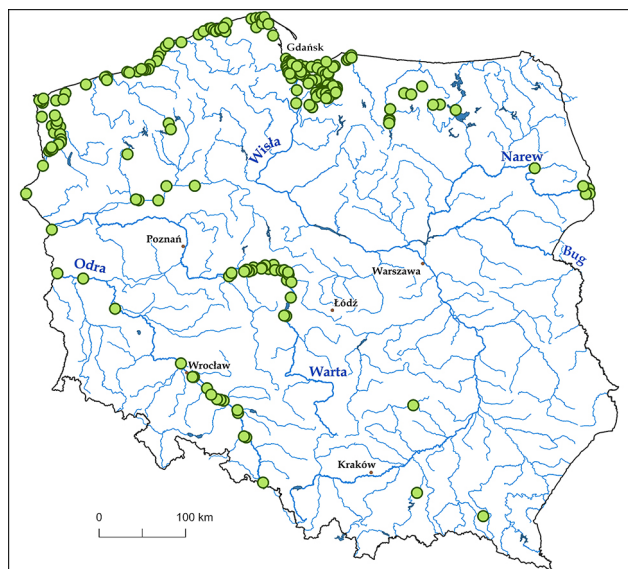 Gdańsk
Wisła
Narew
Poznań
Bug
Odra
Warszawa
Łódź
Wrocław
Warta
Kraków
0 100 km